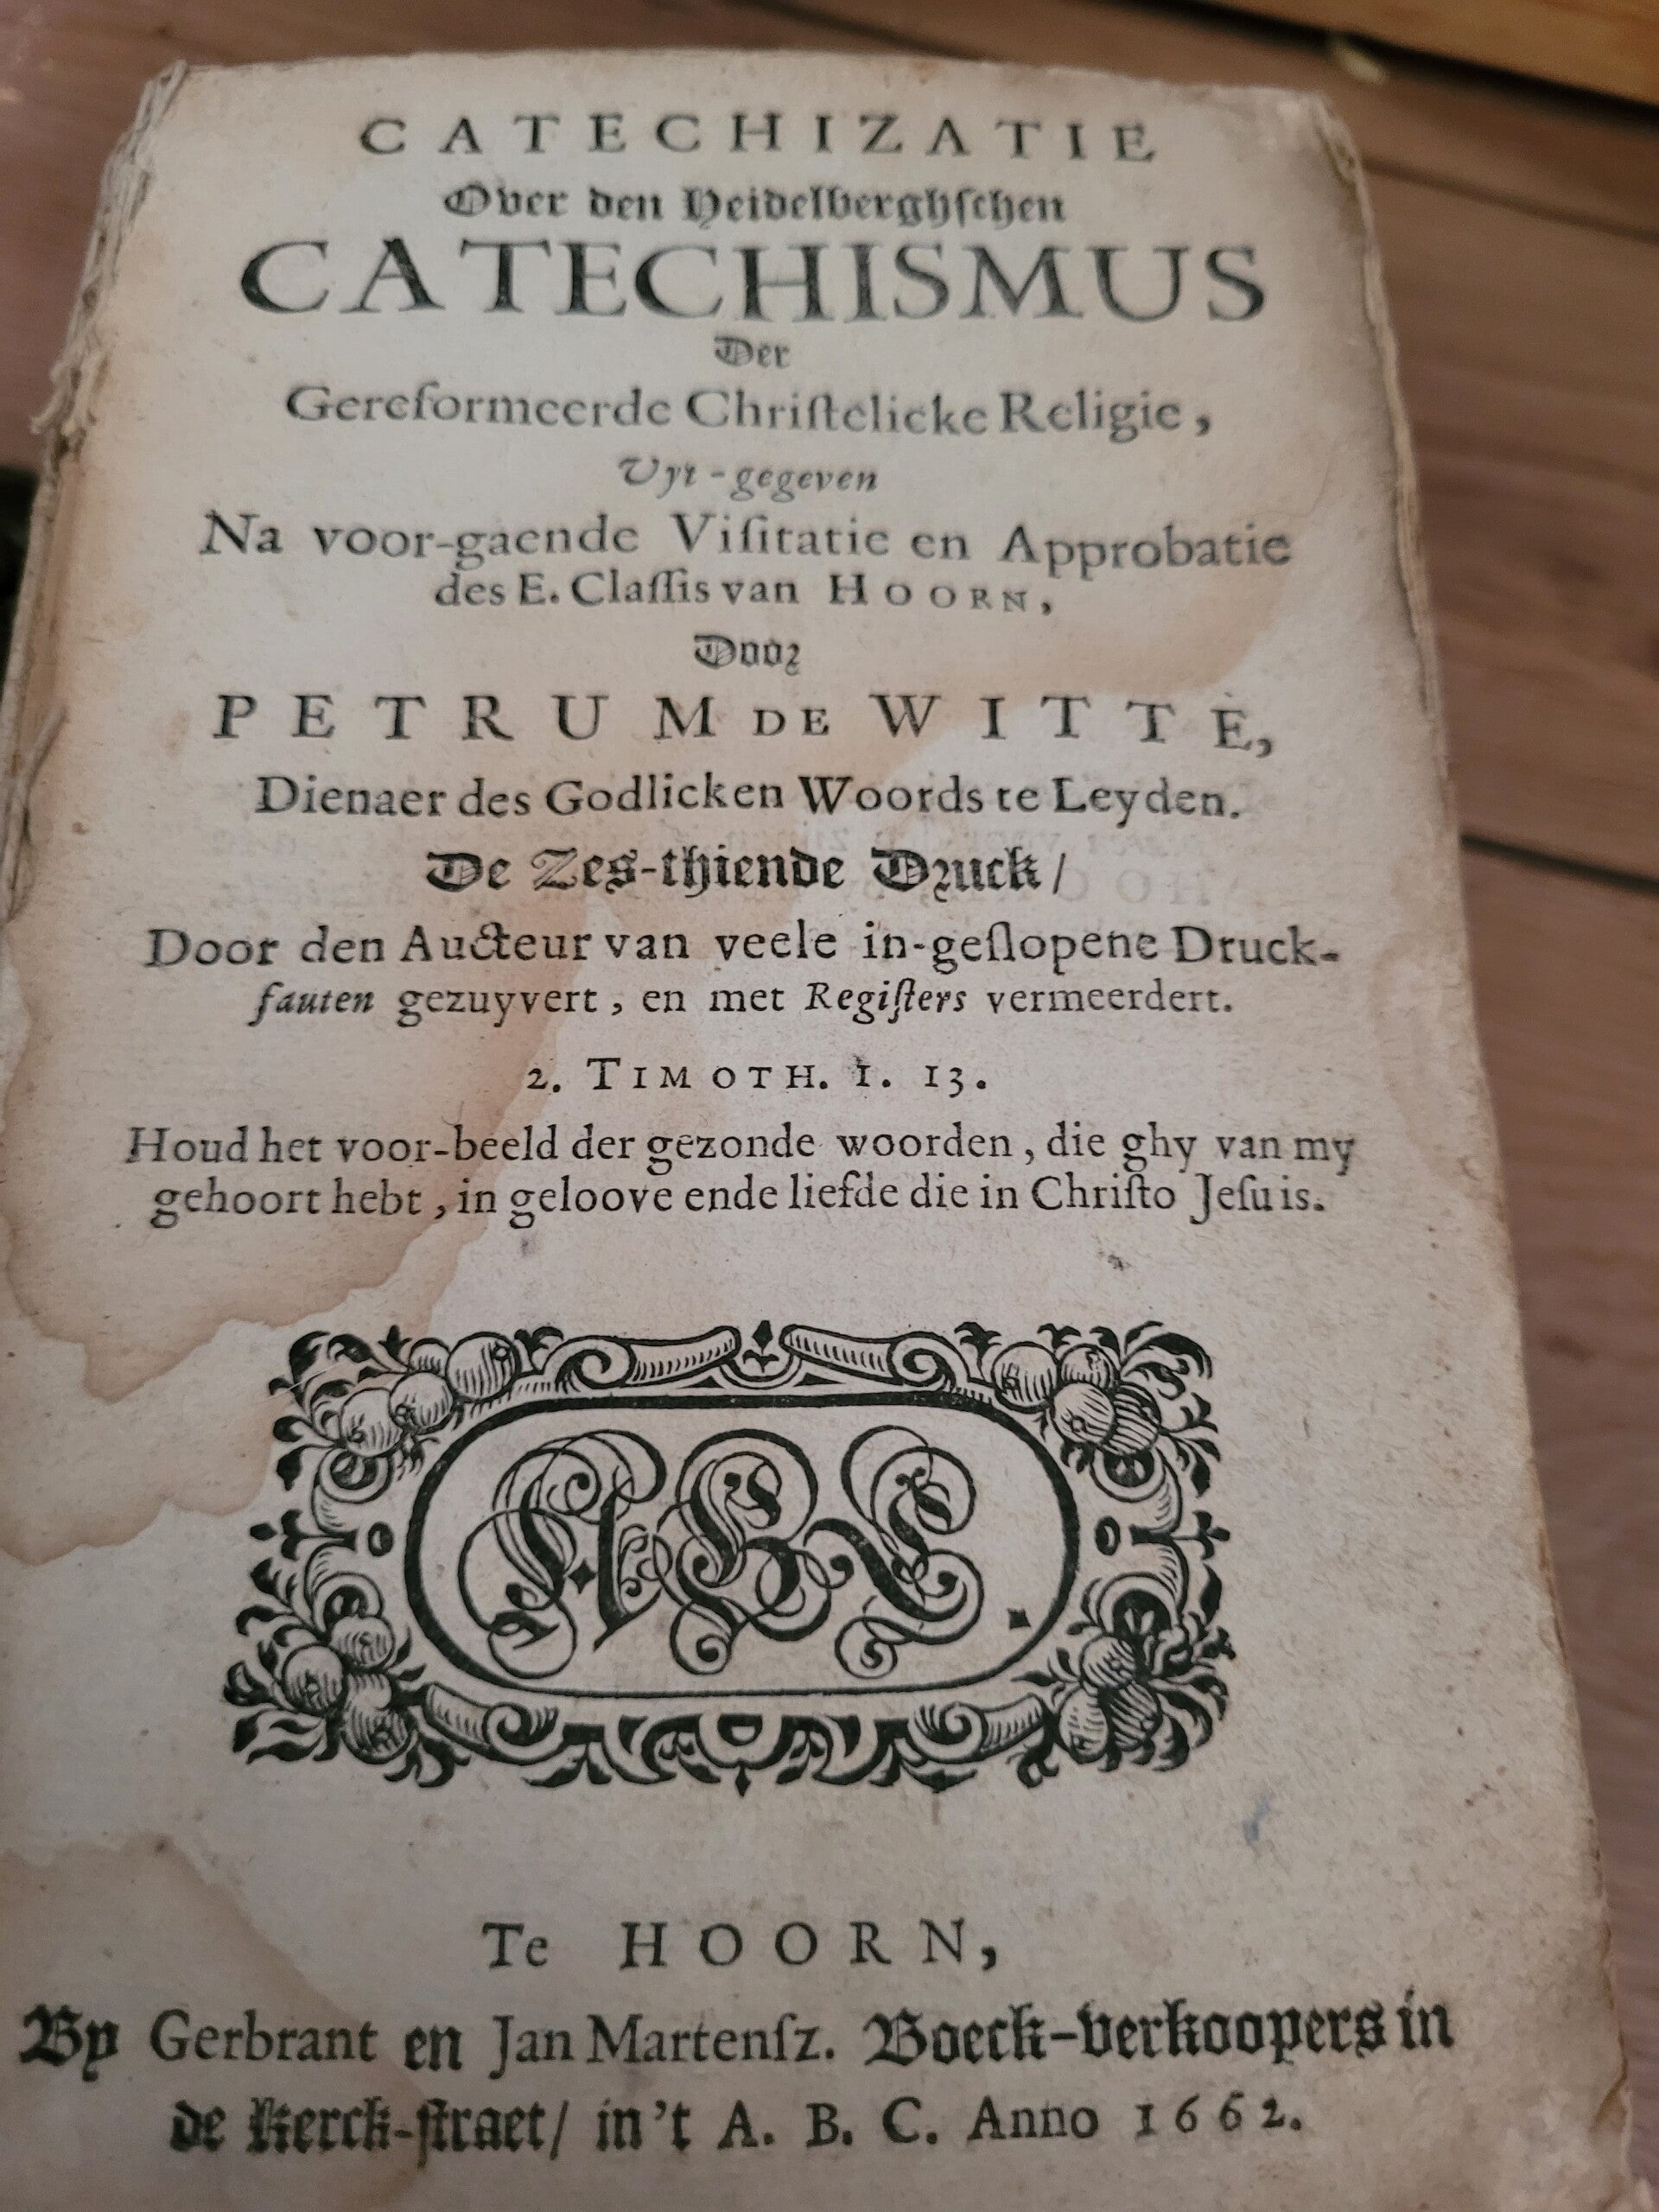 CATECHIZATIE
Over den Heidelberghſchen
CATECHISMUS
Der
Gereformeerde Chriſtelicke Religie,
Uyt-gegeven
Na voor-gaende Viſitatie en Approbatie
des E. Claſſis van HOORN,
Door
PETRUM DE WITTE,
Dienaer des Godlicken Woords te Leyden.
De Zes-thiende Druck/
Door den Aucteur van veele in-geſlopene Druck-
fauten gezuyvert, en met Regiſters vermeerdert.
2. TIMOTH. 1. 13.
Houd het voor-beeld der gezonde woorden, die ghy van my
gehoort hebt, in geloove ende liefde die in Chriſto Jeſu is.
A B C
Te HOORN,
By Gerbrant en Jan Martenſz. Boeck-verkoopers in
de Kerck-ſtraet/ in 't A. B. C. Anno 1662.